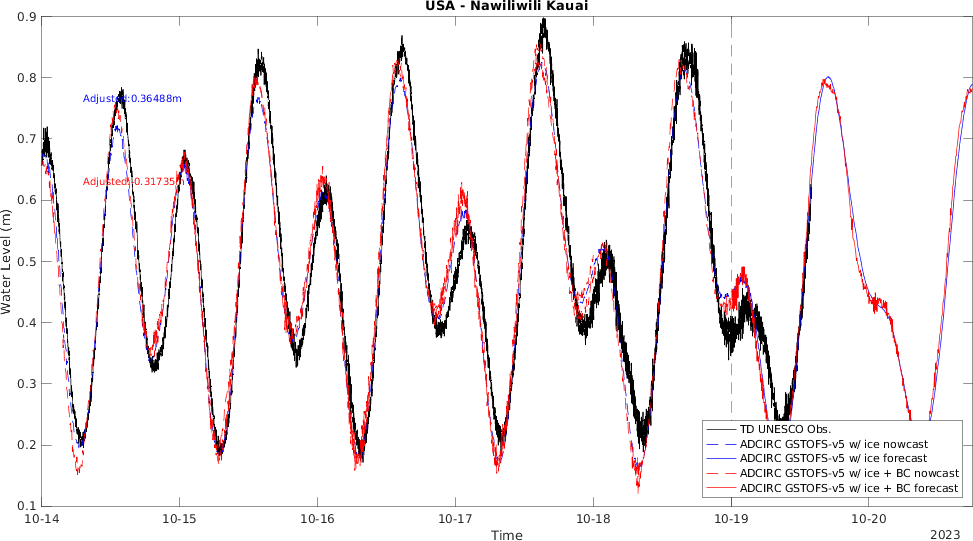 USA - Nawiliwili Kauai
0.9
0.8
Adjusted:0.36488m
0.7
Adjusted:0.31735m
0.6
0.5
0.4
0.3
0.2
0.1
Water Level (m)
TD UNESCO Obs.
ADCIRC GSTOFS-v5 w/ ice nowcast
ADCIRC GSTOFS-v5 w/ ice forecast
ADCIRC GSTOFS-v5 w/ ice + BC nowcast
ADCIRC GSTOFS-v5 w/ ice + BC forecast
10-14 10-15 10-16 10-17 10-18 10-19 10-20
Time
2023